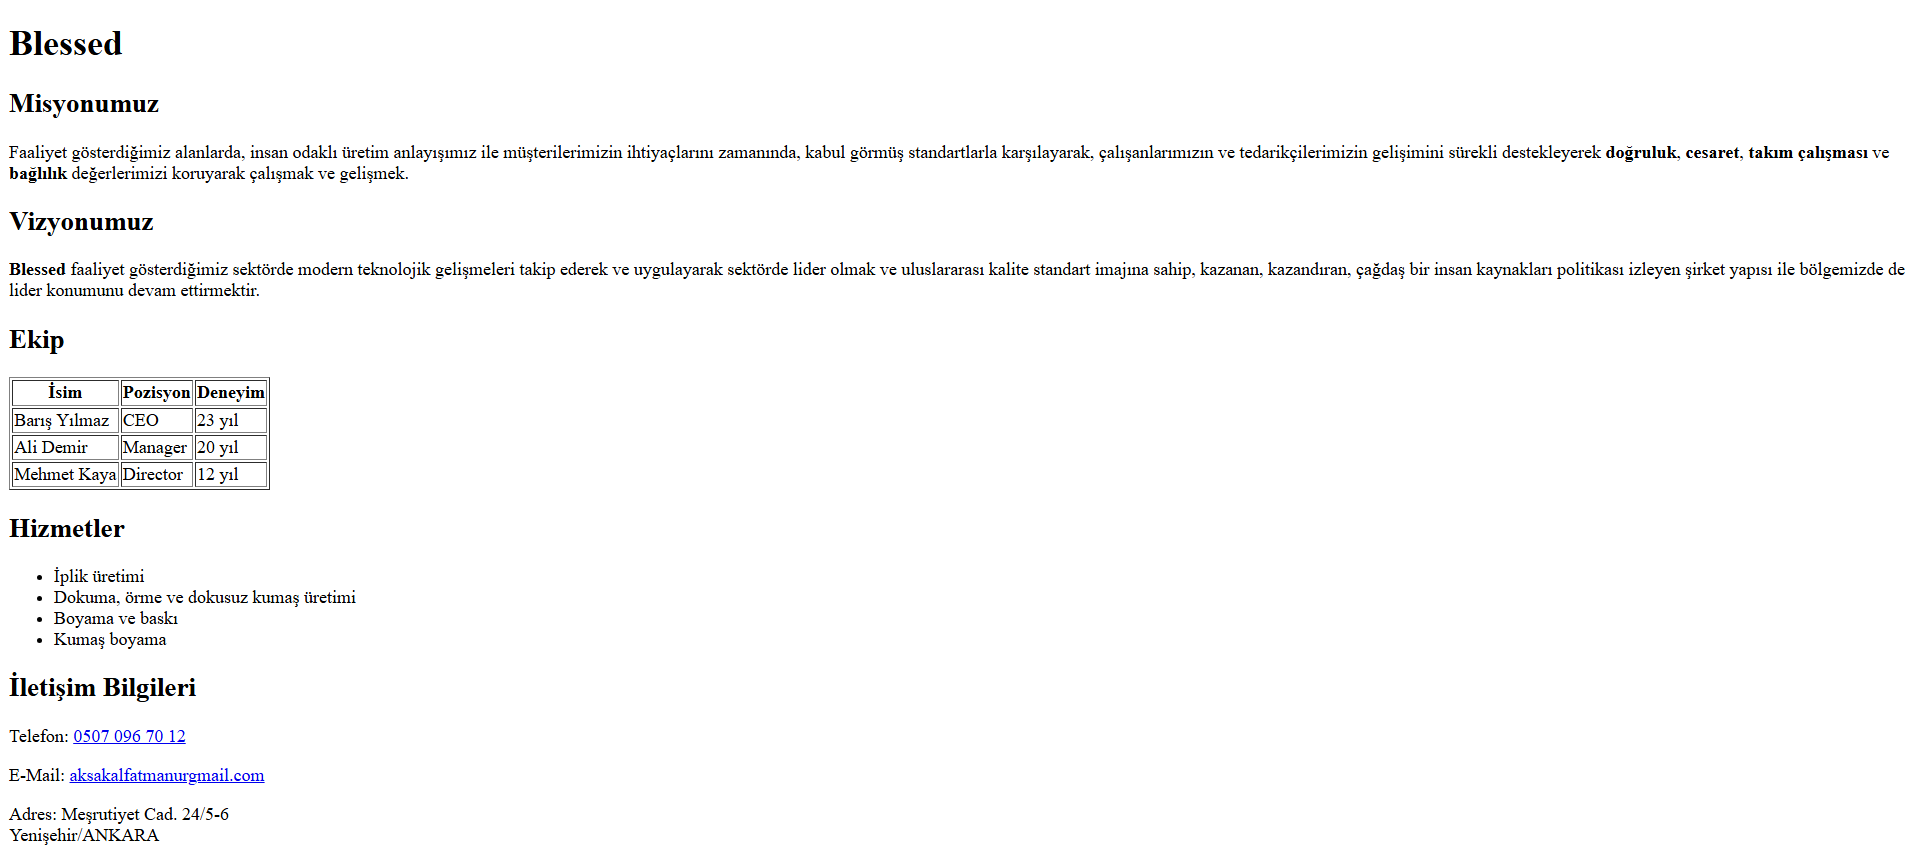 Blessed
Misyonumuz
Faaliyet gösterdiğimiz alanlarda, insan odaklı üretim anlayışımız ile müşterilerimizin ihtiyaçlarını zamanında, kabul görmüş standartlarla karşılayarak, çalışanlarımızın ve tedarikçilerimizin gelişimini sürekli destekleyerek doğruluk, cesaret, takım çalışması ve
bağlılık değerlerimizi koruyarak çalışmak ve gelişmek.
Vizyonumuz
Blessed faaliyet gösterdiğimiz sektörde modern teknolojik gelişmeleri takip ederek ve uygulayarak sektörde lider olmak ve uluslararası kalite standart imajına sahip, kazanan, kazandıran, çağdaş bir insan kaynakları politikası izleyen şirket yapısı ile bölgemizde de
lider konumunu devam ettirmektir.
Ekip
İsim Pozisyon Deneyim
Barış Yılmaz CEO 23 yıl
Ali Demir Manager 20 yıl
Mehmet Kaya Director 12 yıl
Hizmetler
• İplik üretimi
• Dokuma, örme ve dokusuz kumaş üretimi
• Boyama ve baskı
• Kumaş boyama
İletişim Bilgileri
Telefon: 0507 096 70 12
E-Mail: aksakalfatmanurgmail.com
Adres: Meşrutiyet Cad. 24/5-6
Yenişehir/ANKARA